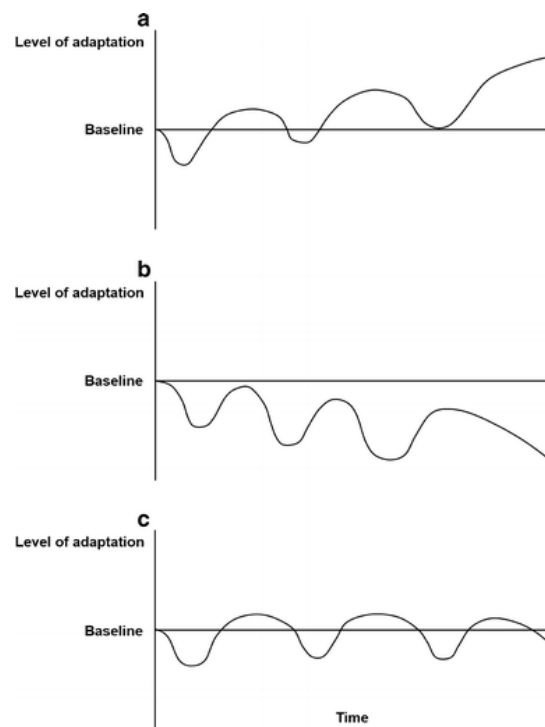 a
Level of adaptation
Baseline
b
Level of adaptation
Baseline
c
Level of adaptation
Baseline
Time